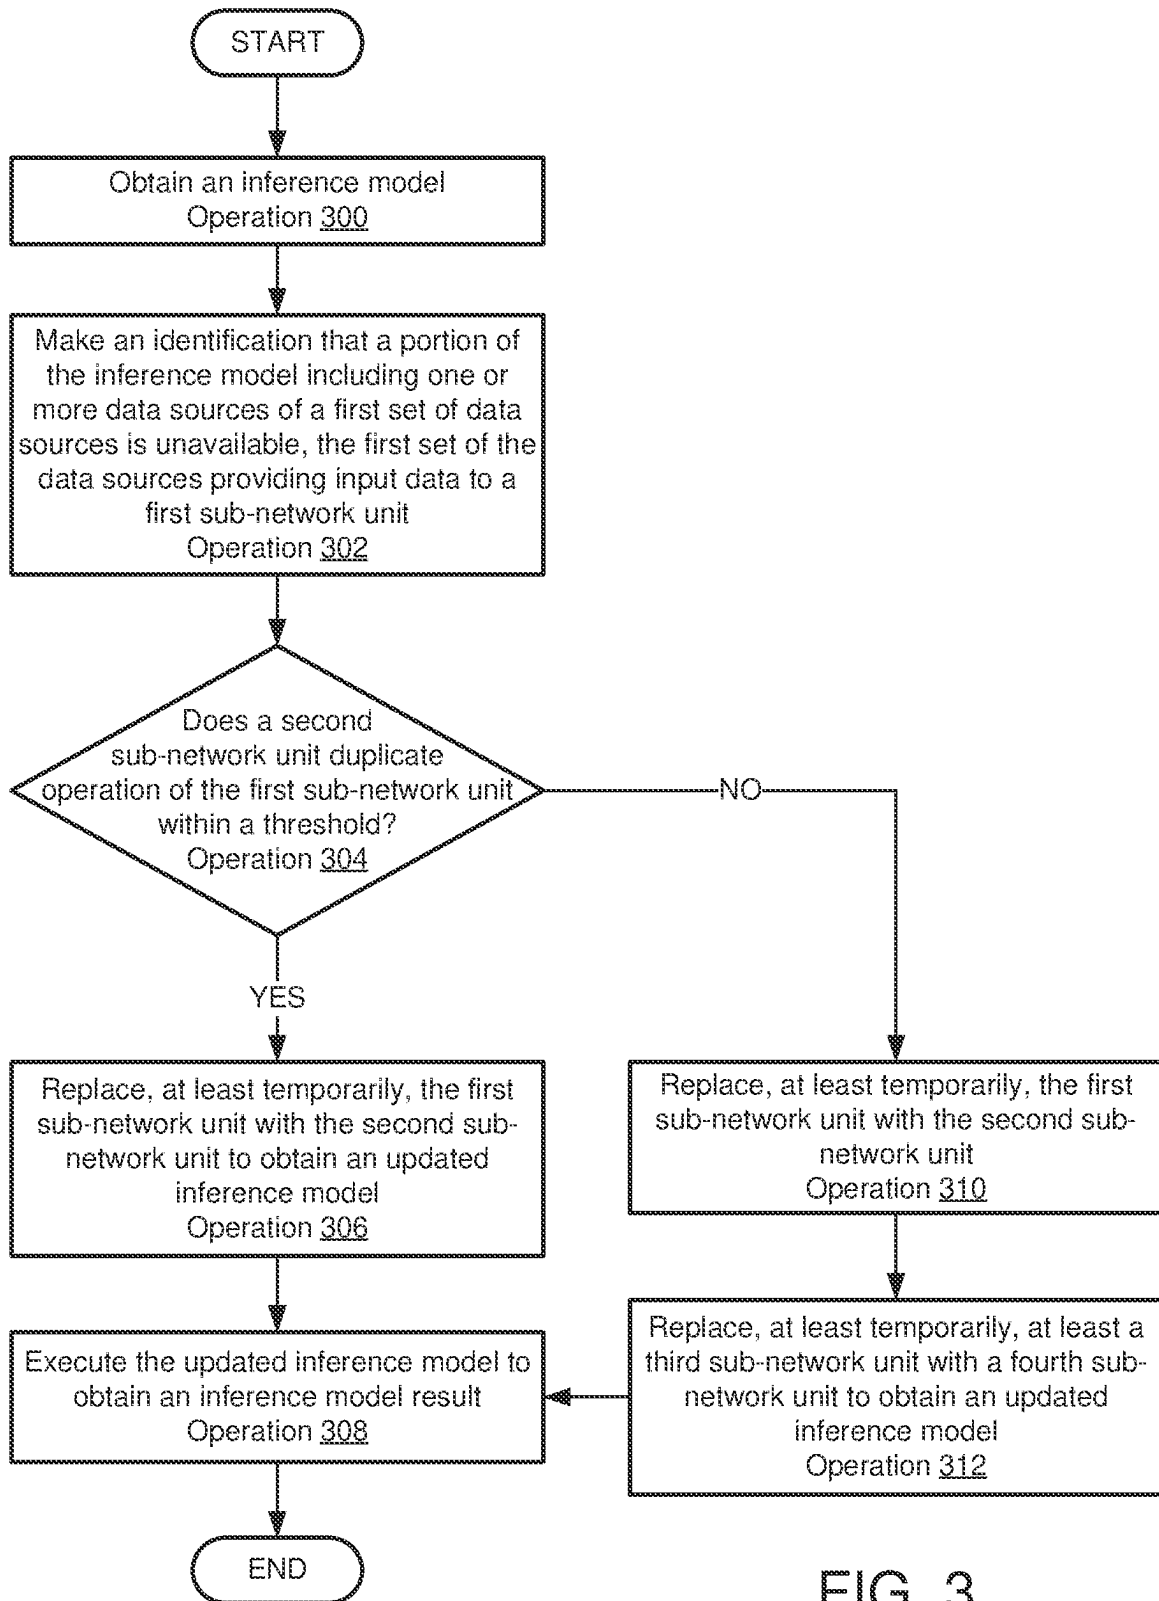 START
Obtain an inference model
Operation 300
Make an identification that a portion of
the inference model including one or
more data sources of a first set of data
sources is unavailable, the first set of the
data sources providing input data to a
first sub-network unit
Operation 302
Does a second
sub-network unit duplicate
operation of the first sub-network unit
within a threshold?
Operation 304
NO
YES
Replace, at least temporarily, the first
sub-network unit with the second sub-
network unit to obtain an updated
inference model
Operation 306
Replace, at least temporarily, the first
sub-network unit with the second sub-
network unit
Operation 310
Execute the updated inference model to
obtain an inference model result
Operation 308
Replace, at least temporarily, at least a
third sub-network unit with a fourth sub-
network unit to obtain an updated
inference model
Operation 312
END
FIG. 3